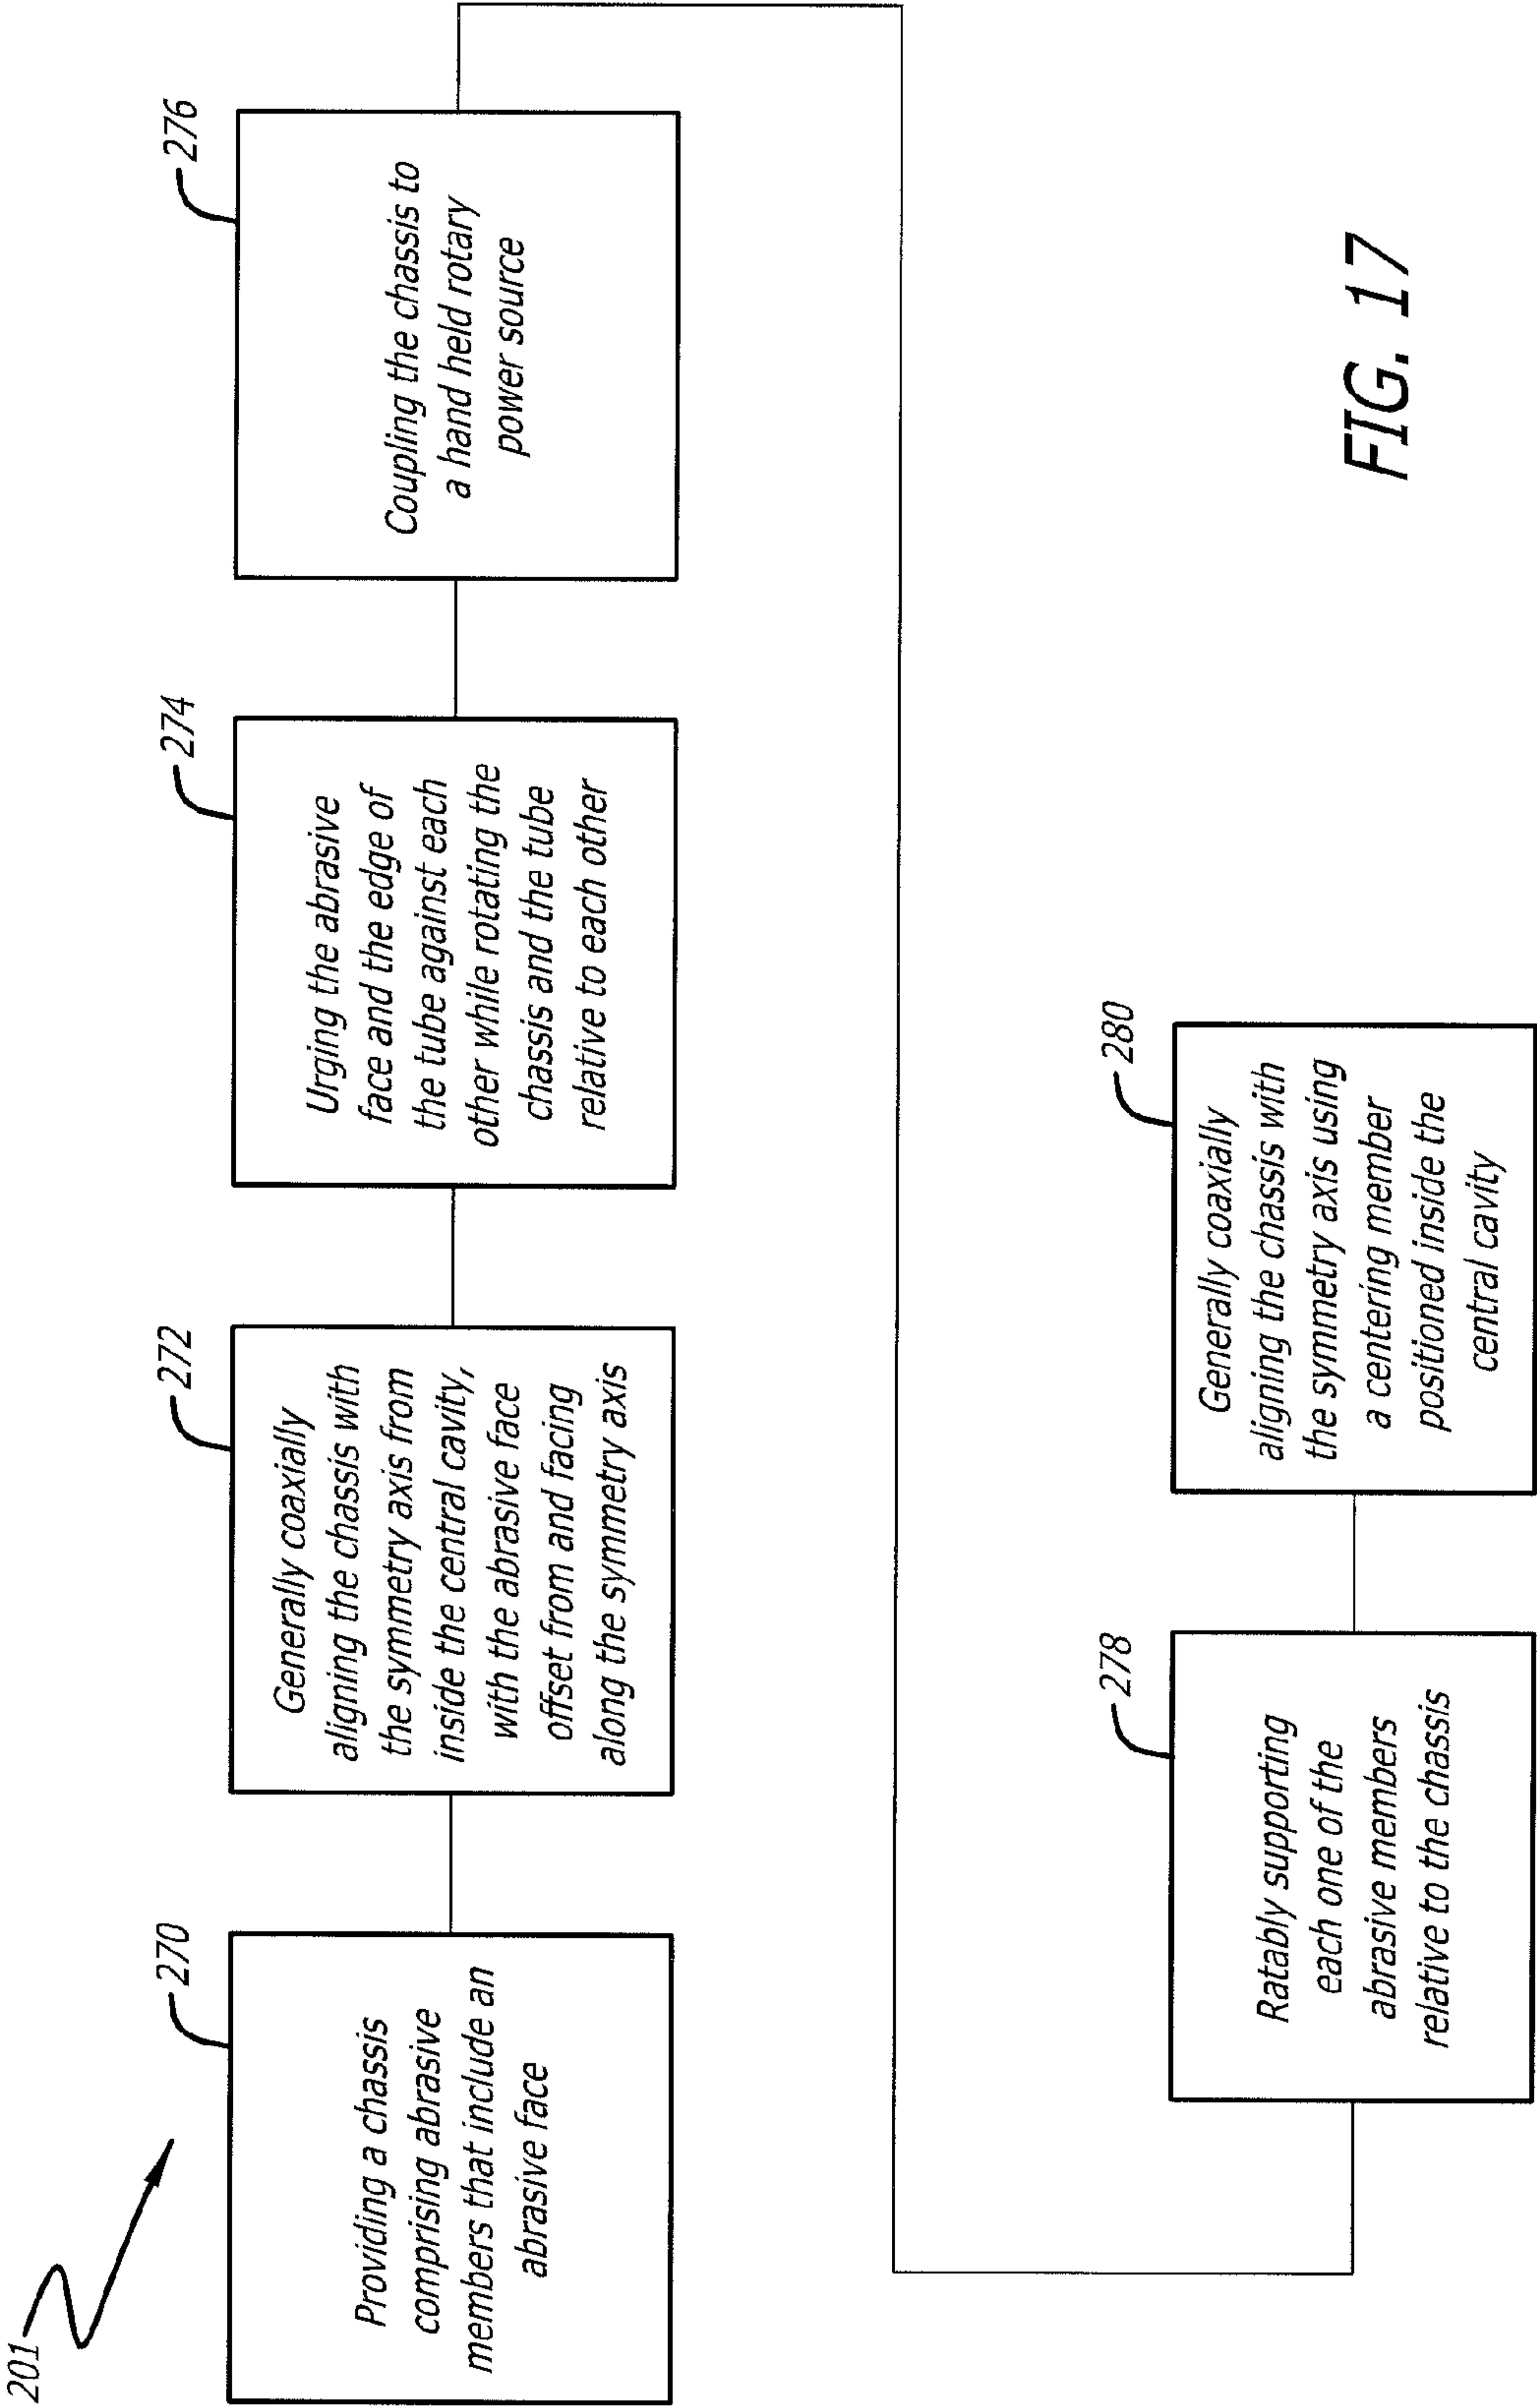 201
270
Providing a chassis
comprising abrasive
members that include an
abrasive face
272
Generally coaxially
aligning the chassis with
the symmetry axis from
inside the central cavity,
with the abrasive face
offset from and facing
along the symmetry axis
274
Urging the abrasive
face and the edge of
the tube against each
other while rotating the
chassis and the tube
relative to each other
276
Coupling the chassis to
a hand held rotary
power source
278
Ratably supporting
each one of the
abrasive members
relative to the chassis
280
Generally coaxially
aligning the chassis with
the symmetry axis using
a centering member
positioned inside the
central cavity
FIG. 17